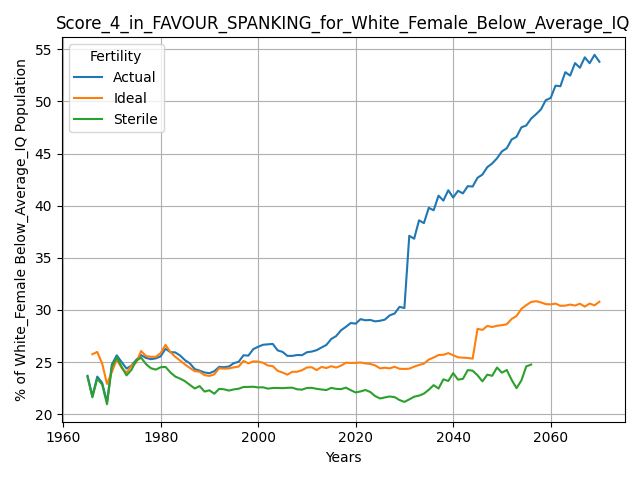 Score_4_in_FAVOUR_SPANKING_for_White_Female_Below_Average_IQ
% of White_Female Below_Average_IQ Population
55
50
45
40
35
30
25
20
Fertility
Actual
Ideal
Sterile
1960
1980
2000
2020
2040
2060
Years